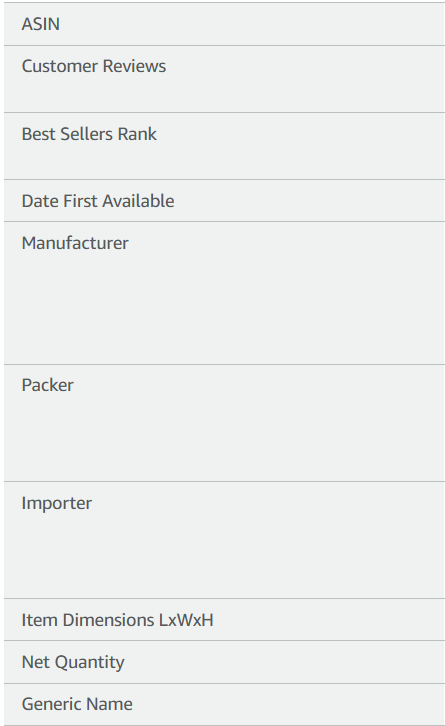 ASIN
Customer Reviews
Best Sellers Rank
Date First Available
Manufacturer
Packer
Importer
Item Dimensions LxWxH
Net Quantity
Generic Name